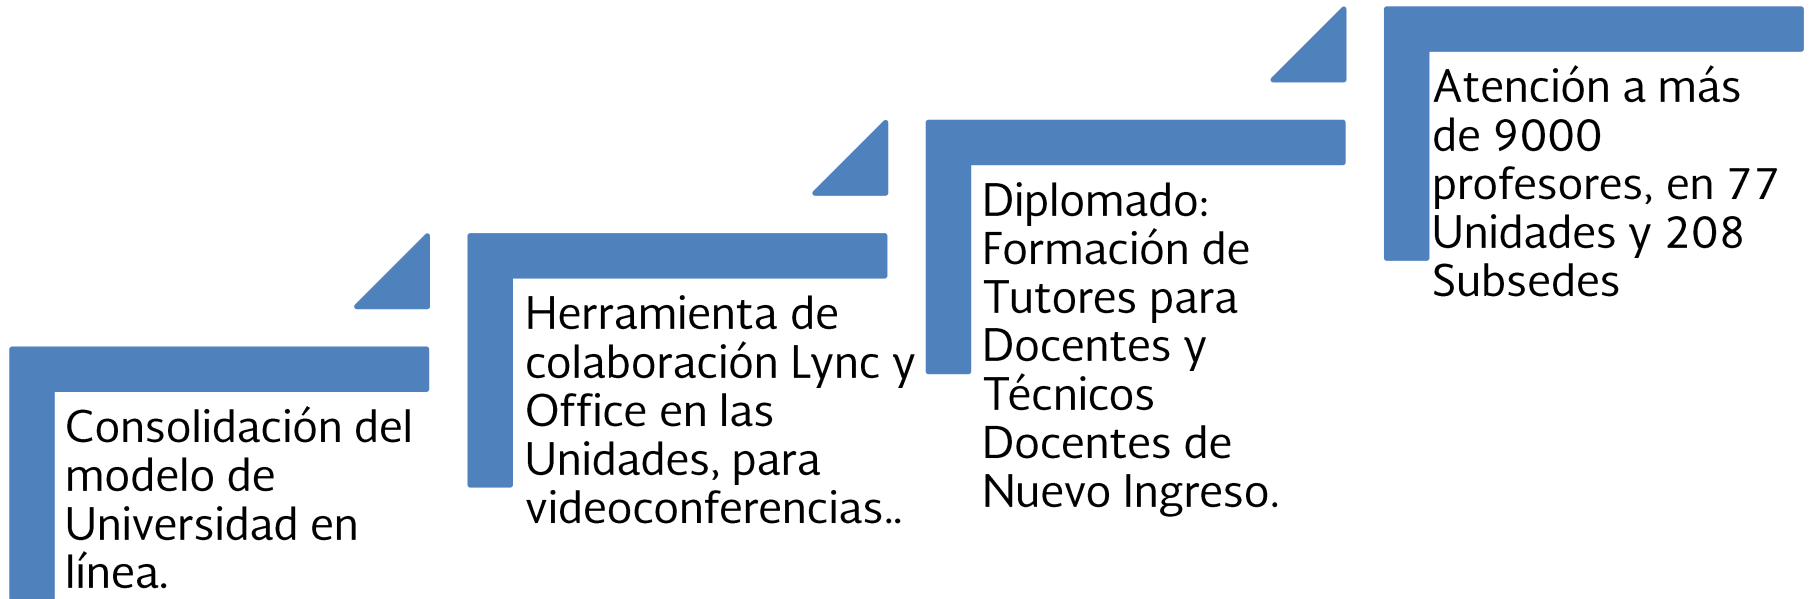 Consolidación del
modelo de
Universidad en
línea.
Herramienta de
colaboración Lync y
Office en las
Unidades, para
videoconferencias..
Diplomado:
Formación de
Tutores para
Docentes y
Técnicos
Docentes de
Nuevo Ingreso.
Atención a más
de 9000
profesores, en 77
Unidades y 208
Subsedes